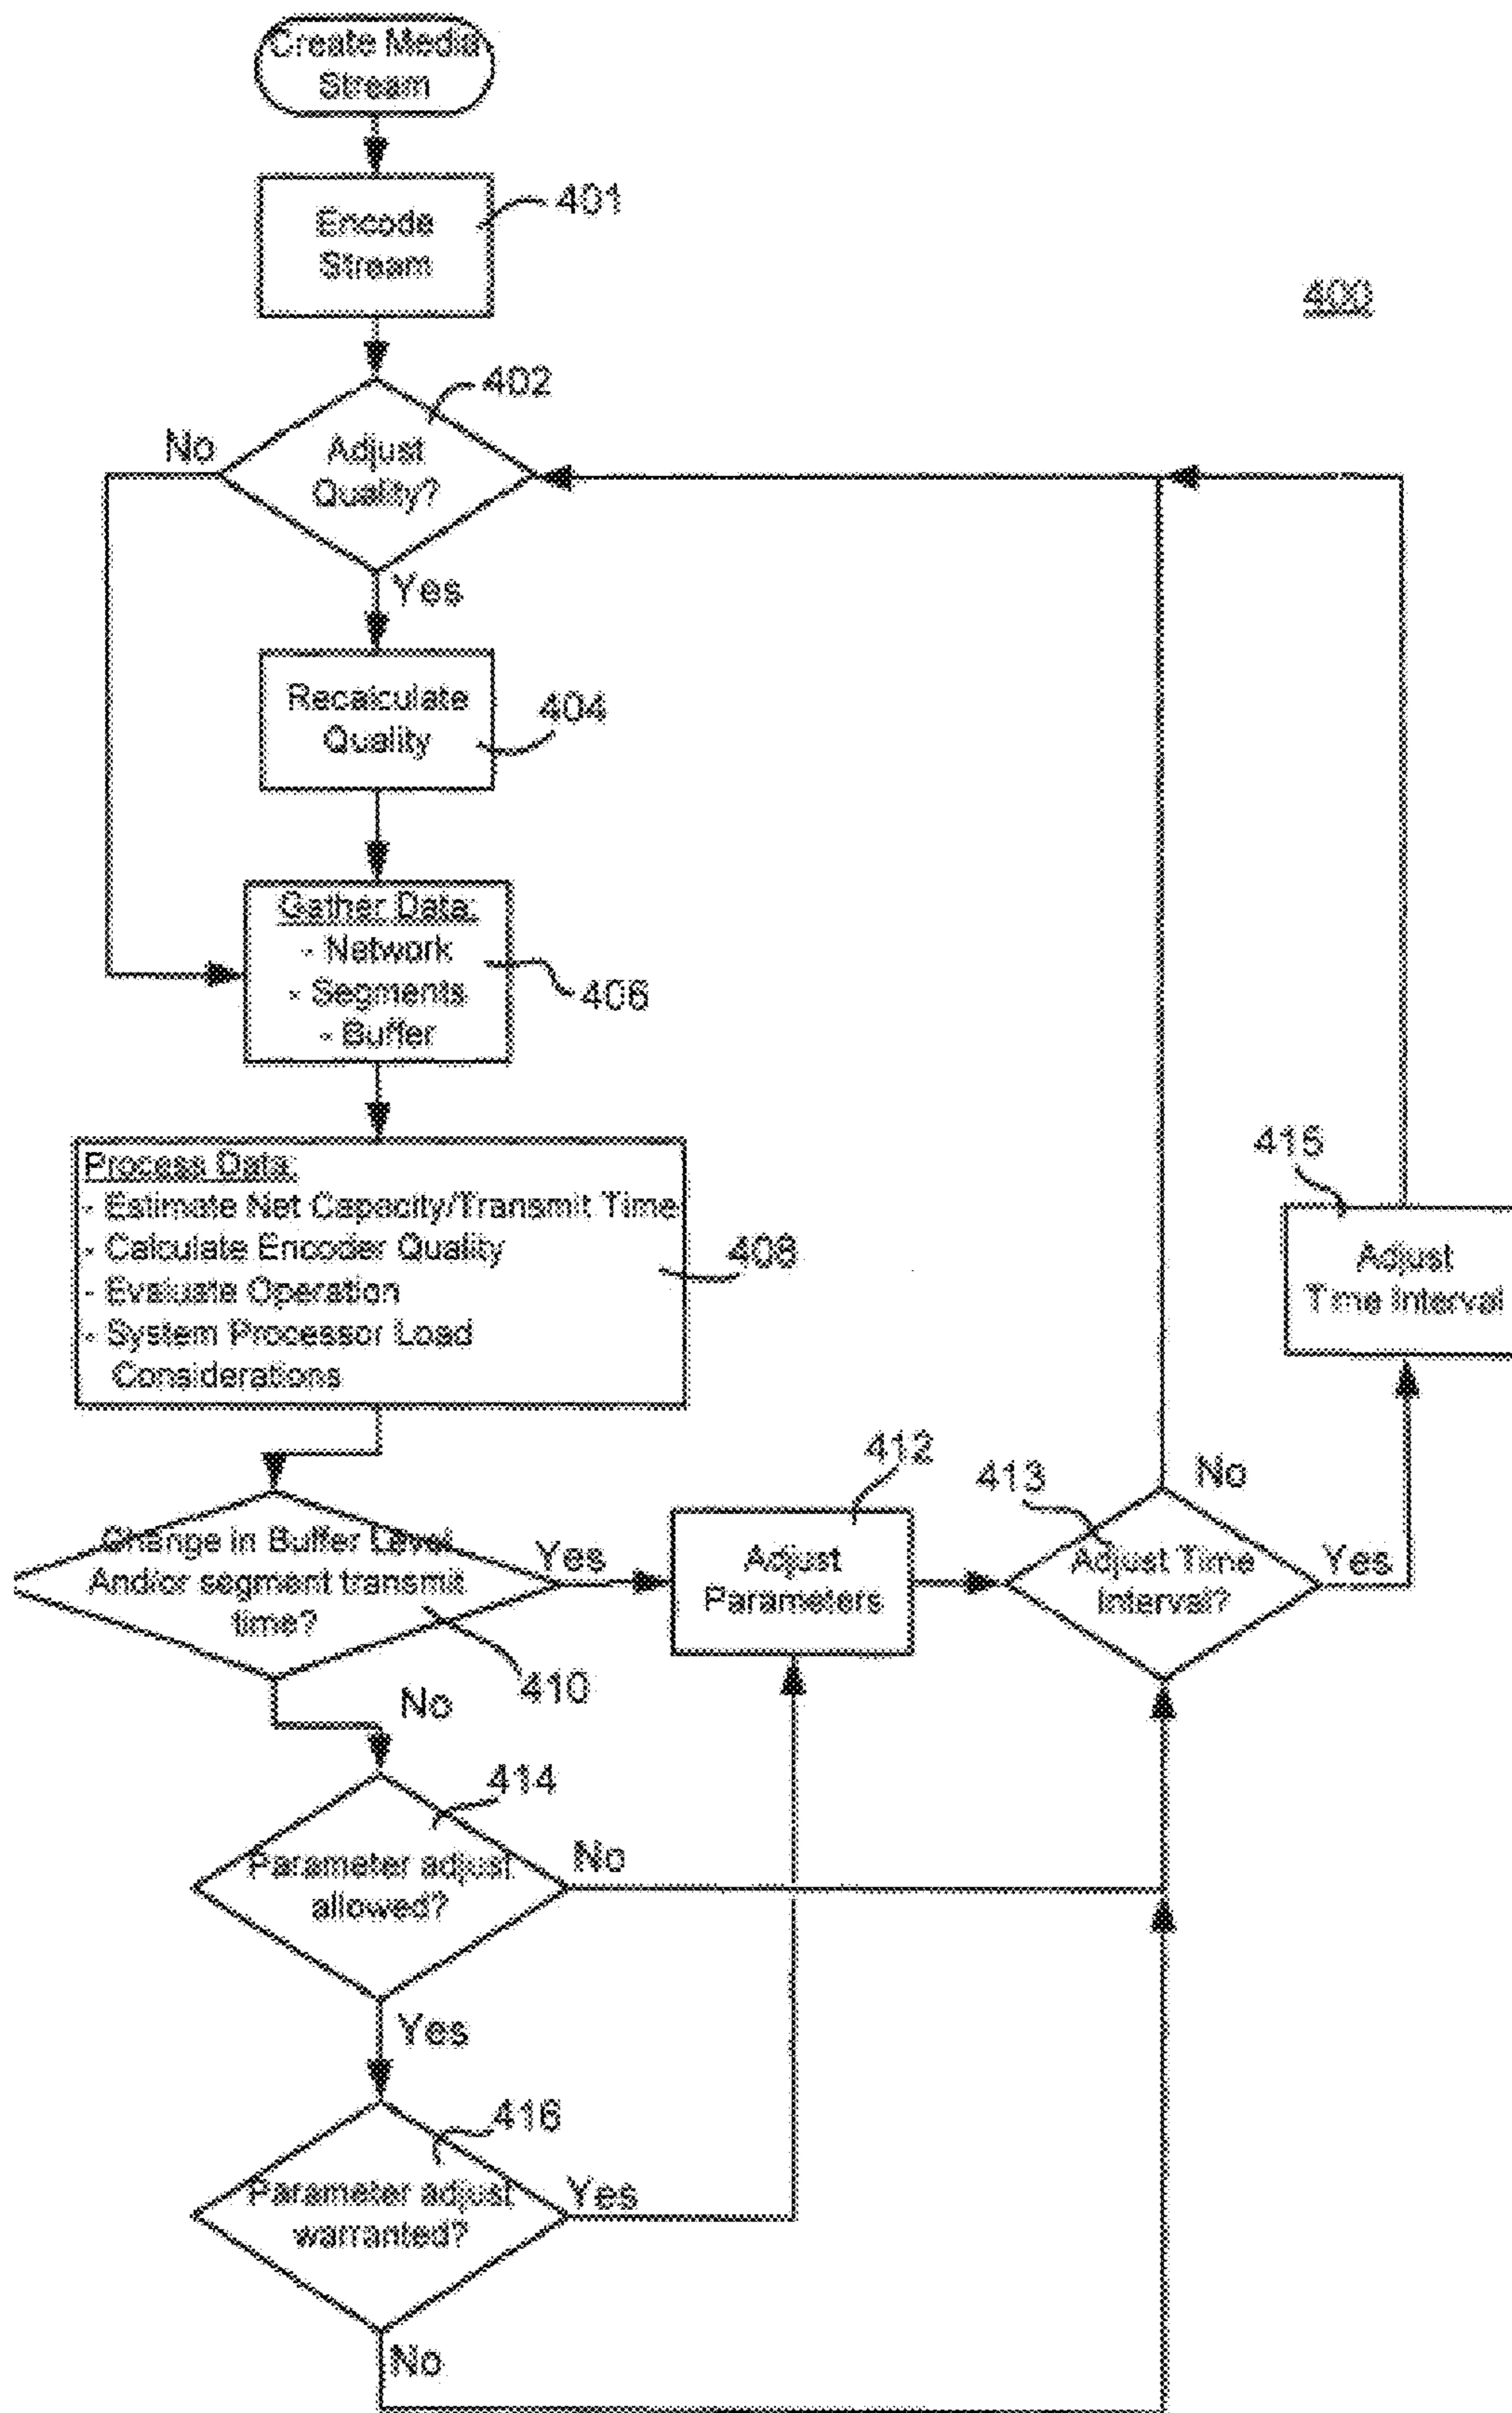 Create Media
Stream
Encode
Stream
401
400
402
No
Adjust
Quality?
Yes
Recalculate
Quality
404
Gather Data:
- Network
- Segments
- Buffer
406
Process Data:
- Estimate Net Capacity/Transmit Time
- Calculate Encoder Quality
- Evaluate Operation
- System Processor Load
Considerations
408
415
Adjust
Time Interval
Change in Buffer Level
And/or segment transmit
time?
Yes
410
No
412
Adjust
Parameters
413
No
Adjust Time
Interval?
Yes
414
Parameter adjust
allowed?
No
Yes
416
Parameter adjust
warranted?
Yes
No